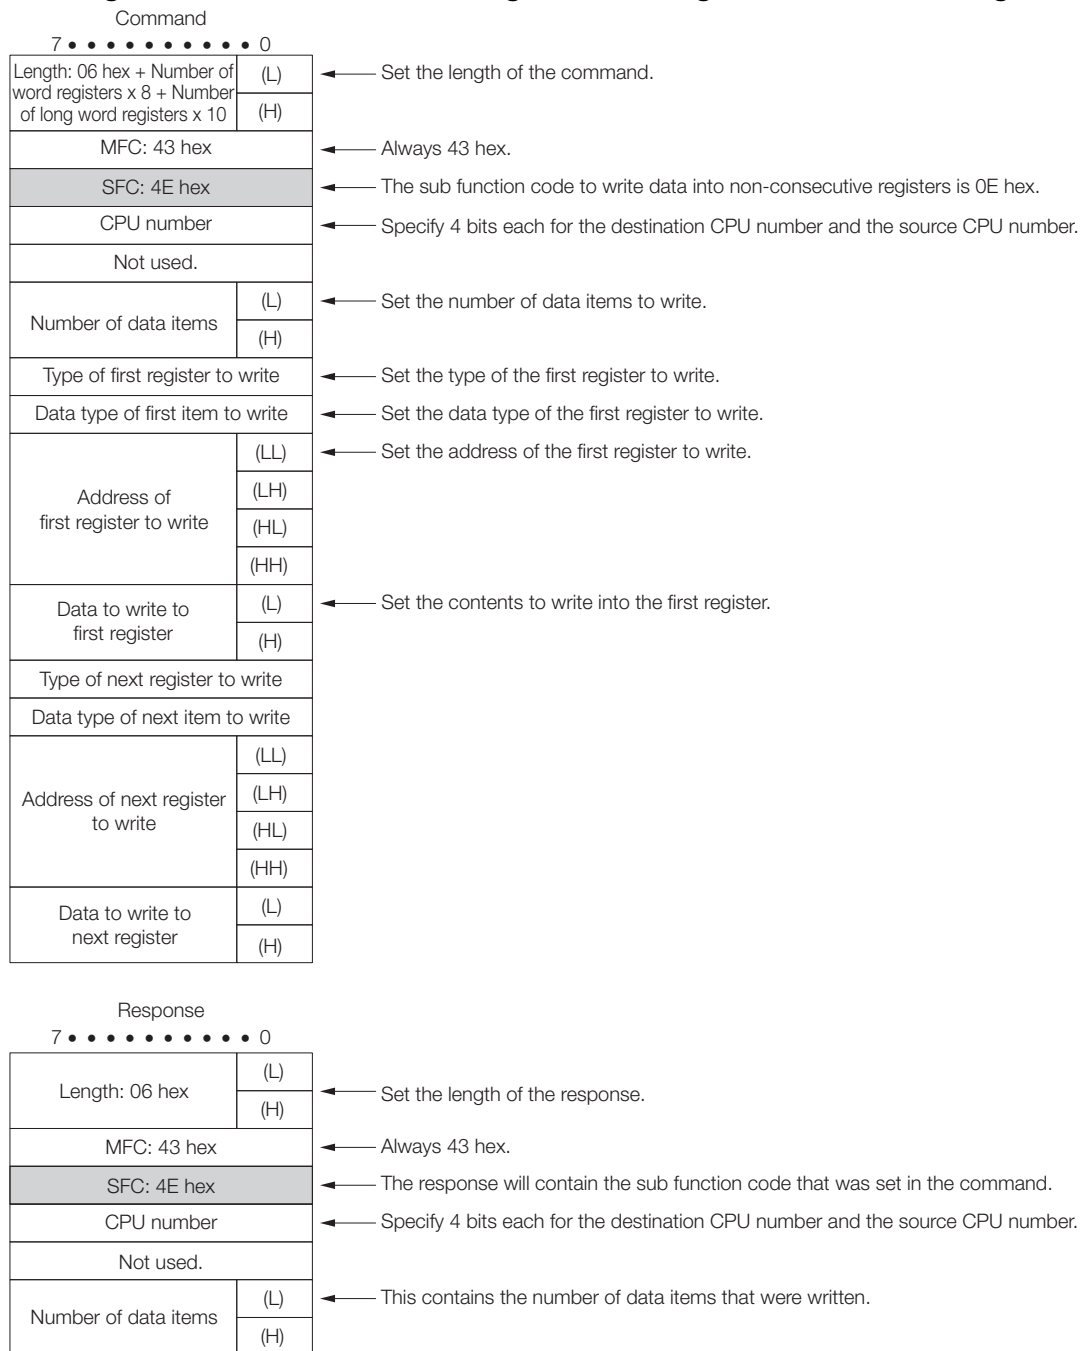 Command
7 • • • • • • • • • • 0
Length: 06 hex + Number of
word registers x 8 + Number
of long word registers x 10
(L)
(H)
Set the length of the command.
MFC: 43 hex
Always 43 hex.
SFC: 4E hex
The sub function code to write data into non-consecutive registers is 0E hex.
CPU number
Specify 4 bits each for the destination CPU number and the source CPU number.
Not used.
Number of data items
(L)
(H)
Set the number of data items to write.
Type of first register to write
Set the type of the first register to write.
Data type of first item to write
Set the data type of the first register to write.
Address of
first register to write
(LL)
(LH)
(HL)
(HH)
Set the address of the first register to write.
Data to write to
first register
(L)
(H)
Set the contents to write into the first register.
Type of next register to write
Data type of next item to write
Address of next register
to write
(LL)
(LH)
(HL)
(HH)
Data to write to
next register
(L)
(H)
Response
7 • • • • • • • • • • 0
Length: 06 hex
(L)
(H)
Set the length of the response.
MFC: 43 hex
Always 43 hex.
SFC: 4E hex
The response will contain the sub function code that was set in the command.
CPU number
Specify 4 bits each for the destination CPU number and the source CPU number.
Not used.
Number of data items
(L)
(H)
This contains the number of data items that were written.